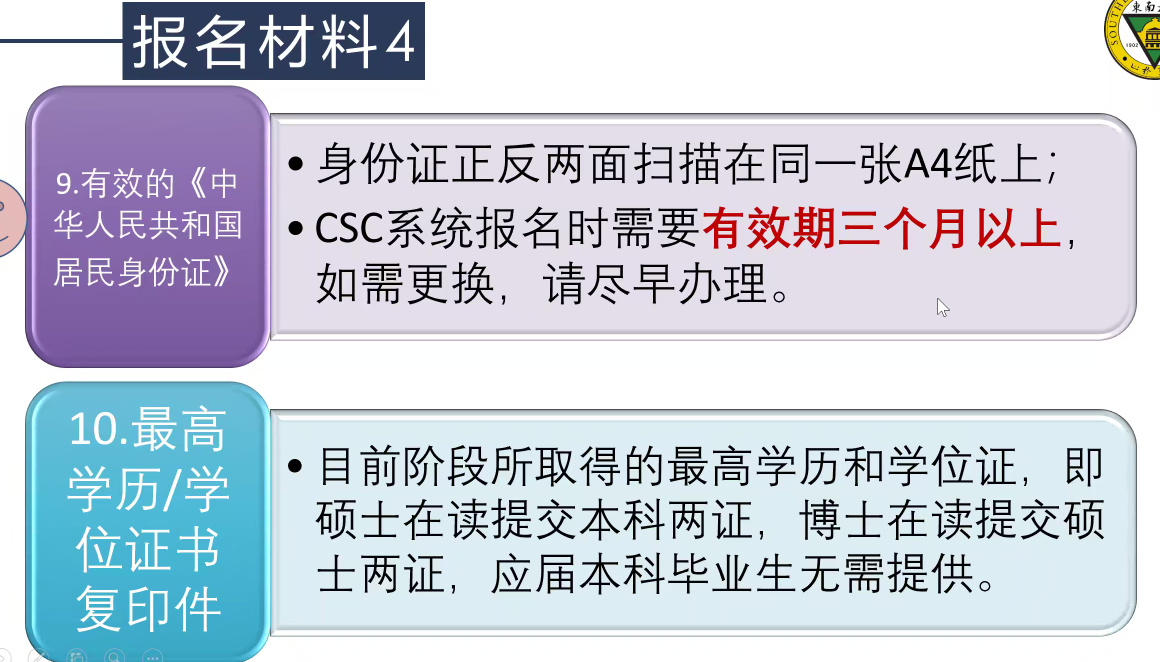 报名材料4
9.有效的《中
华人民共和国
居民身份证》
• 身份证正反两面扫描在同一张A4纸上；
• CSC系统报名时需要有效期三个月以上，
如需更换，请尽早办理。
10.最高
学历/学
位证书
复印件
• 目前阶段所取得的最高学历和学位证，即
硕士在读提交本科两证，博士在读提交硕
士两证，应届本科毕业生无需提供。
SOUTHE
東南
1902